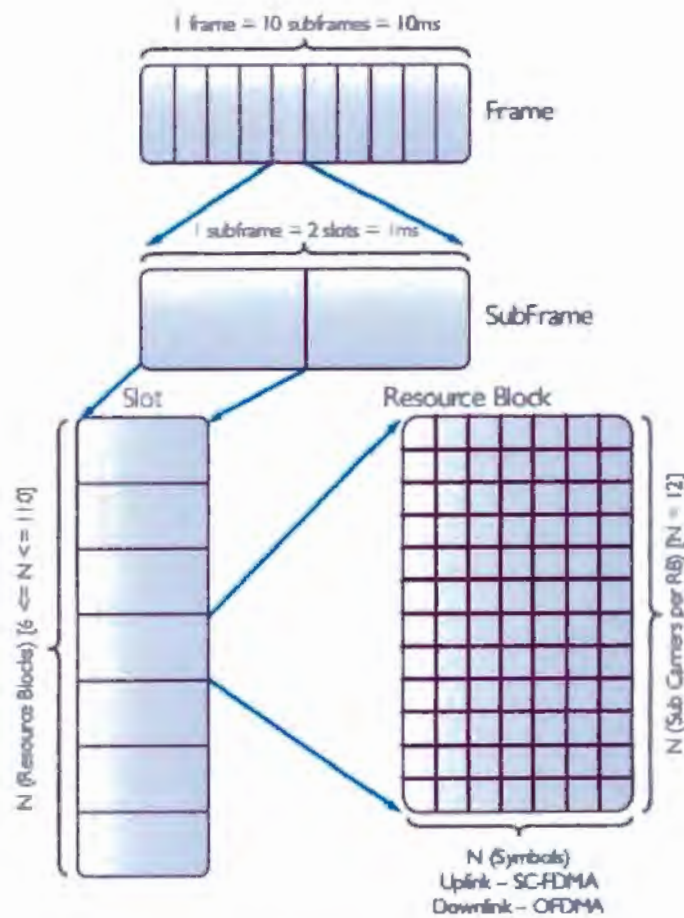 1 frame = 10 subframes = 10ms
Frame
1 subframe = 2 slots = 1ms
SubFrame
Slot
Resource Block
N (Resource Blocks) [6 <= N <= 110]
N (Sub Carriers per RB) [N = 12]
N (Symbols)
Uplink – SC-FDMA
Downlink – OFDMA